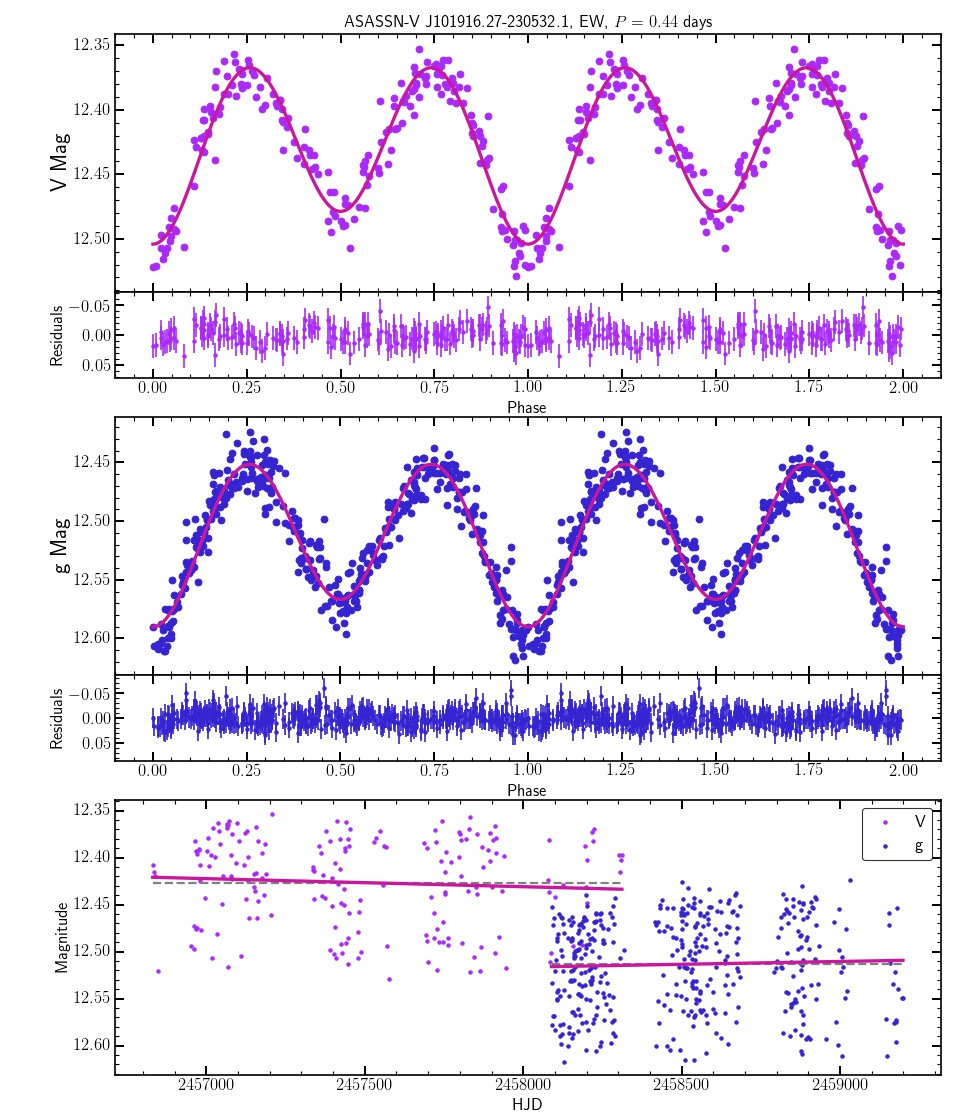 ASASSN-V J101916.27-230532.1, EW, P = 0.44 days
12.35
12.40
12.45
12.50
V Mag
−0.05
0.00
0.05
Residuals
0.00 0.25 0.50 0.75 1.00 1.25 1.50 1.75 2.00
Phase
12.45
12.50
12.55
12.60
g Mag
−0.05
0.00
0.05
Residuals
0.00 0.25 0.50 0.75 1.00 1.25 1.50 1.75 2.00
Phase
12.35
12.40
12.45
12.50
12.55
12.60
Magnitude
V
g
2457000 2457500 2458000 2458500 2459000
HJD